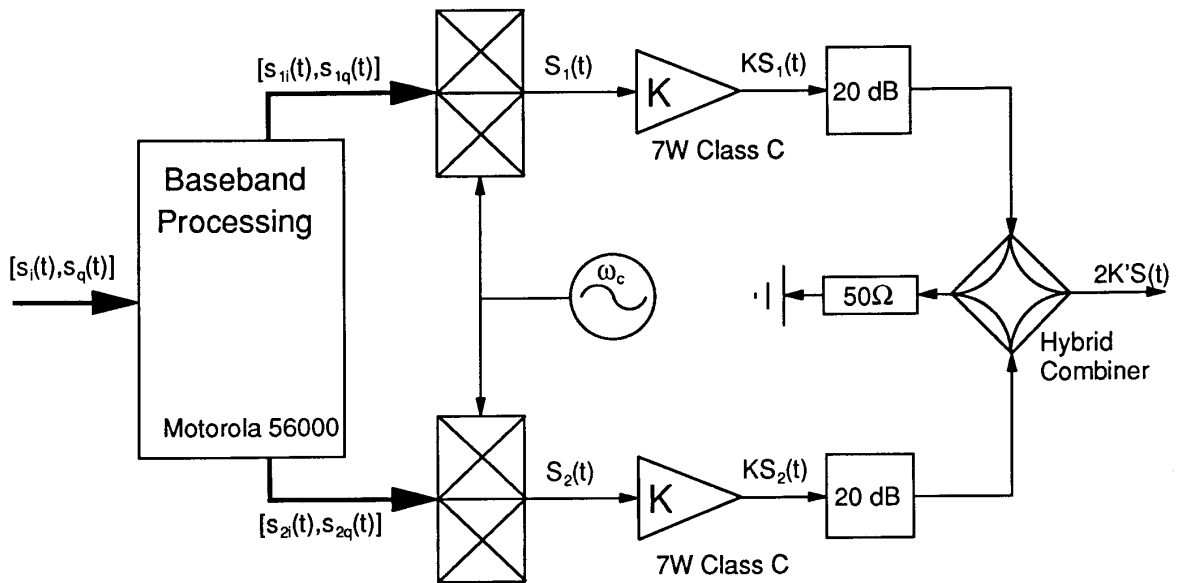 [s₁ᵢ(t),s₁q(t)]
S₁(t)
K
KS₁(t)
20 dB
7W Class C
Baseband
Processing
[sᵢ(t),sq(t)]
ωc
50Ω
2K'S(t)
Hybrid
Combiner
Motorola 56000
S₂(t)
K
KS₂(t)
20 dB
[s₂ᵢ(t),s₂q(t)]
7W Class C